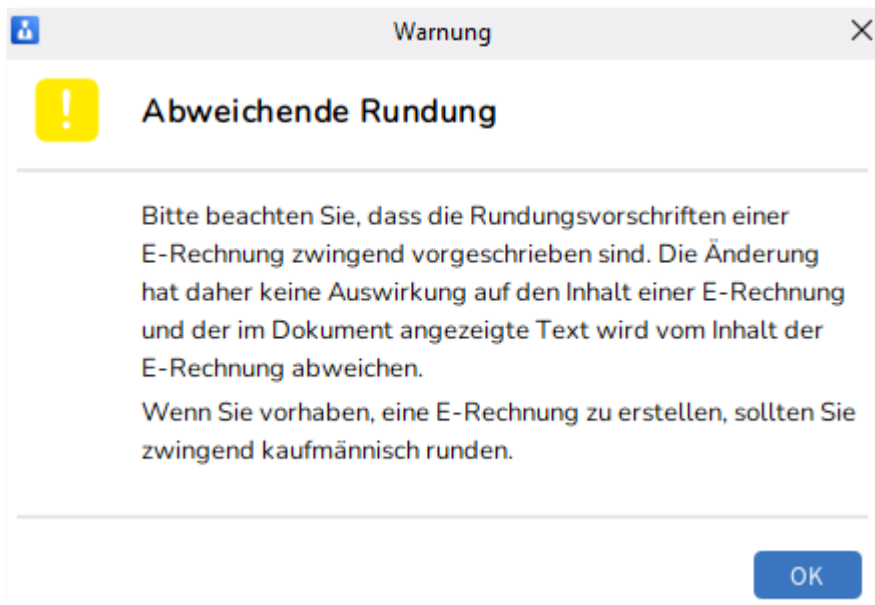 Warnung
Abweichende Rundung
Bitte beachten Sie, dass die Rundungsvorschriften einer
E-Rechnung zwingend vorgeschrieben sind. Die Änderung
hat daher keine Auswirkung auf den Inhalt einer E-Rechnung
und der im Dokument angezeigte Text wird vom Inhalt der
E-Rechnung abweichen.
Wenn Sie vorhaben, eine E-Rechnung zu erstellen, sollten Sie
zwingend kaufmännisch runden.
OK